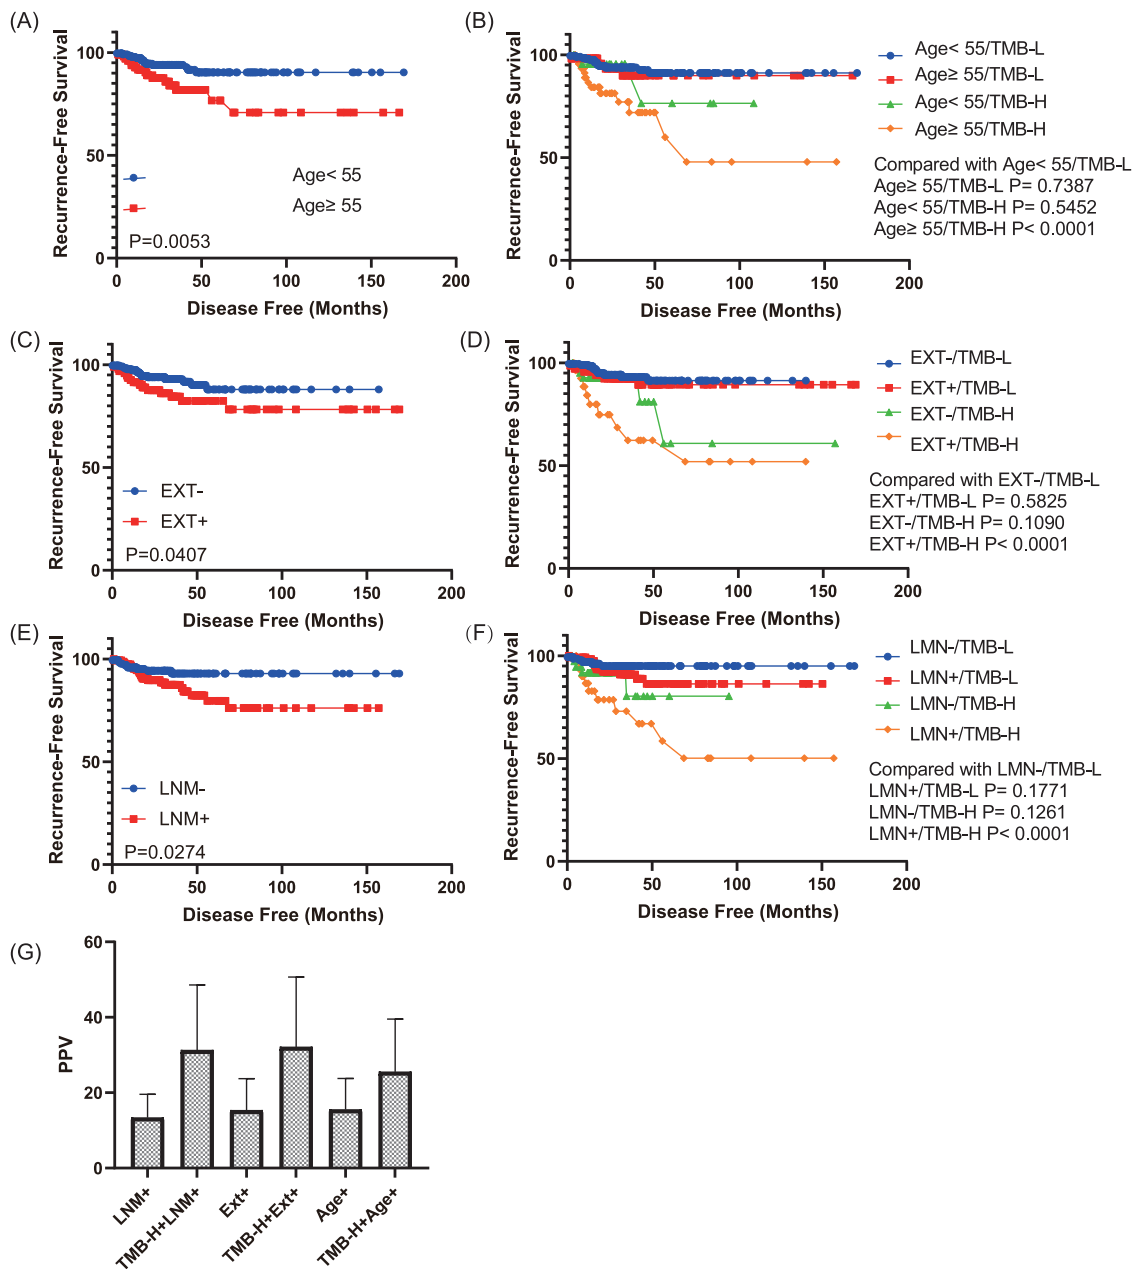 (A)
Recurrence-Free Survival
100
50
0
Age< 55
Age≥ 55
P=0.0053
0 50 100 150 200
Disease Free (Months)
(B)
Recurrence-Free Survival
100
50
0
Age< 55/TMB-L
Age≥ 55/TMB-L
Age< 55/TMB-H
Age≥ 55/TMB-H
Compared with Age< 55/TMB-L
Age≥ 55/TMB-L P= 0.7387
Age< 55/TMB-H P= 0.5452
Age≥ 55/TMB-H P< 0.0001
0 50 100 150 200
Disease Free (Months)
(C)
Recurrence-Free Survival
100
50
0
EXT-
EXT+
P=0.0407
0 50 100 150 200
Disease Free (Months)
(D)
Recurrence-Free Survival
100
50
0
EXT-/TMB-L
EXT+/TMB-L
EXT-/TMB-H
EXT+/TMB-H
Compared with EXT-/TMB-L
EXT+/TMB-L P= 0.5825
EXT-/TMB-H P= 0.1090
EXT+/TMB-H P< 0.0001
0 50 100 150 200
Disease Free (Months)
(E)
Recurrence-Free Survival
100
50
0
LNM-
LNM+
P=0.0274
0 50 100 150 200
Disease Free (Months)
(F)
Recurrence-Free Survival
100
50
0
LMN-/TMB-L
LMN+/TMB-L
LMN-/TMB-H
LMN+/TMB-H
Compared with LMN-/TMB-L
LMN+/TMB-L P= 0.1771
LMN-/TMB-H P= 0.1261
LMN+/TMB-H P< 0.0001
0 50 100 150 200
Disease Free (Months)
(G)
PPV
60
40
20
0
LNM+
TMB-H+LNM+
Ext+
TMB-H+Ext+
Age+
TMB-H+Age+